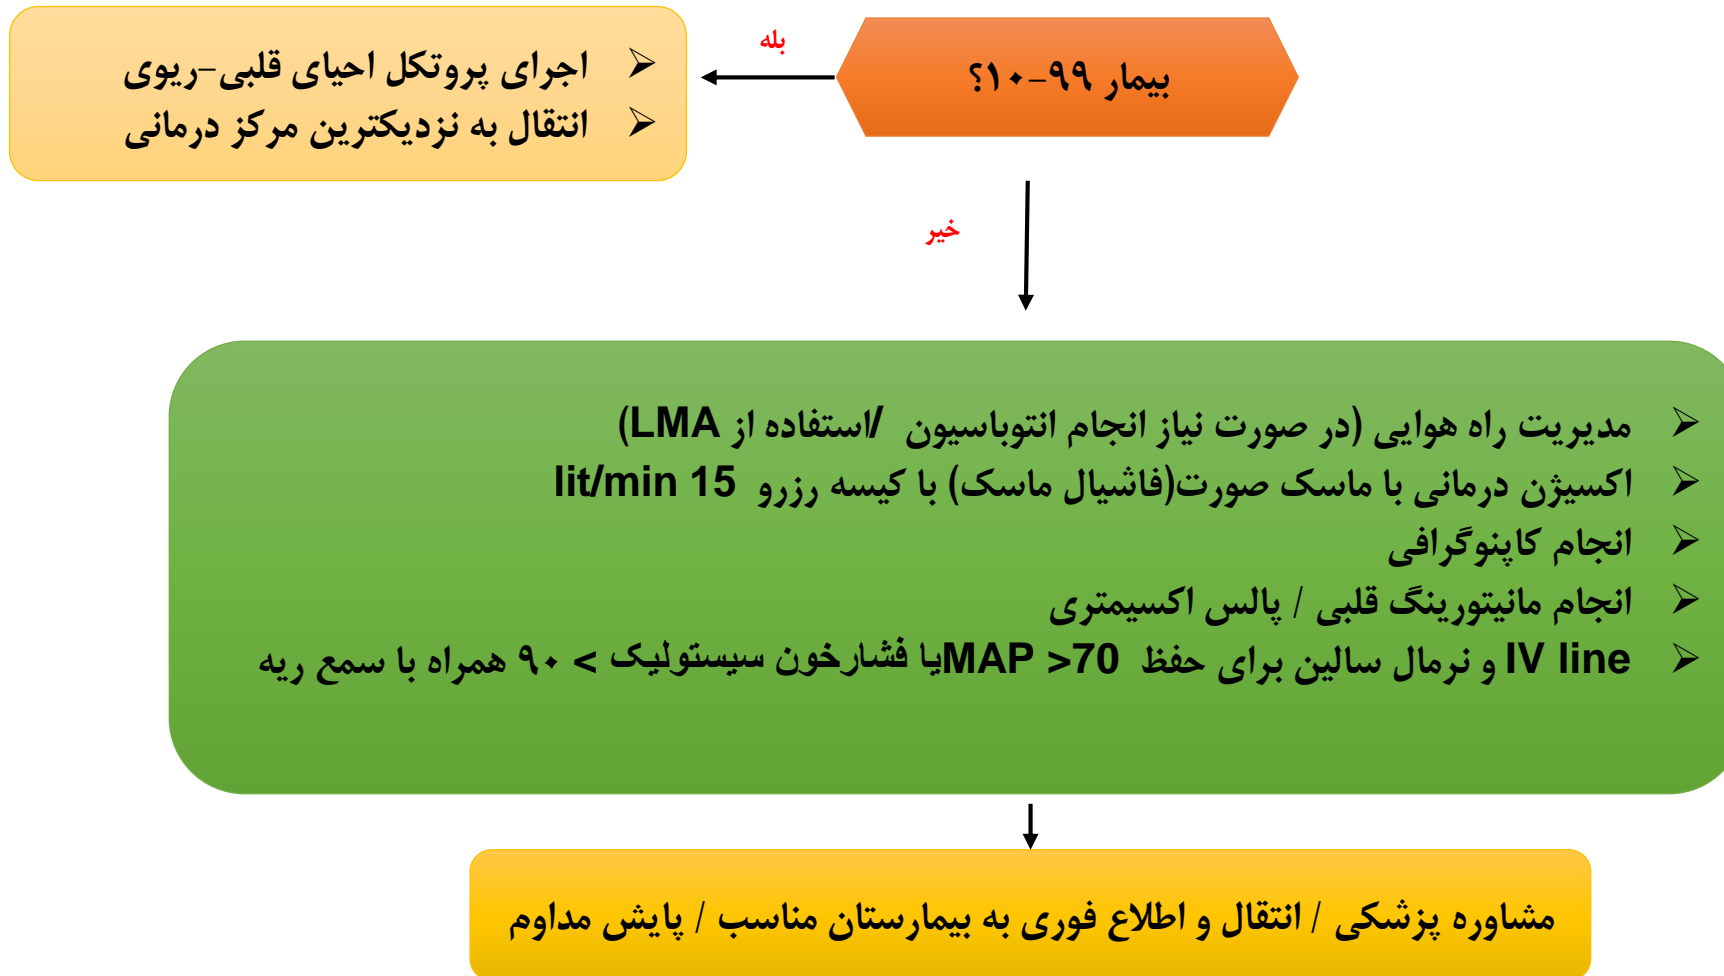 بیمار ۹۹-۱۰؟
بله
➢ اجرای پروتکل احیای قلبی-ریوی
➢ انتقال به نزدیکترین مرکز درمانی
خیر
➢ مدیریت راه هوایی (در صورت نیاز انجام انتوباسیون /استفاده از LMA)
➢ اکسیژن درمانی با ماسک صورت(فاشیال ماسک) با کیسه رزرو 15 lit/min
➢ انجام کاپنوگرافی
➢ انجام مانیتورینگ قلبی / پالس اکسیمتری
➢ IV line و نرمال سالین برای حفظ MAP >70یا فشارخون سیستولیک > ۹۰ همراه با سمع ریه
مشاوره پزشکی / انتقال و اطلاع فوری به بیمارستان مناسب / پایش مداوم